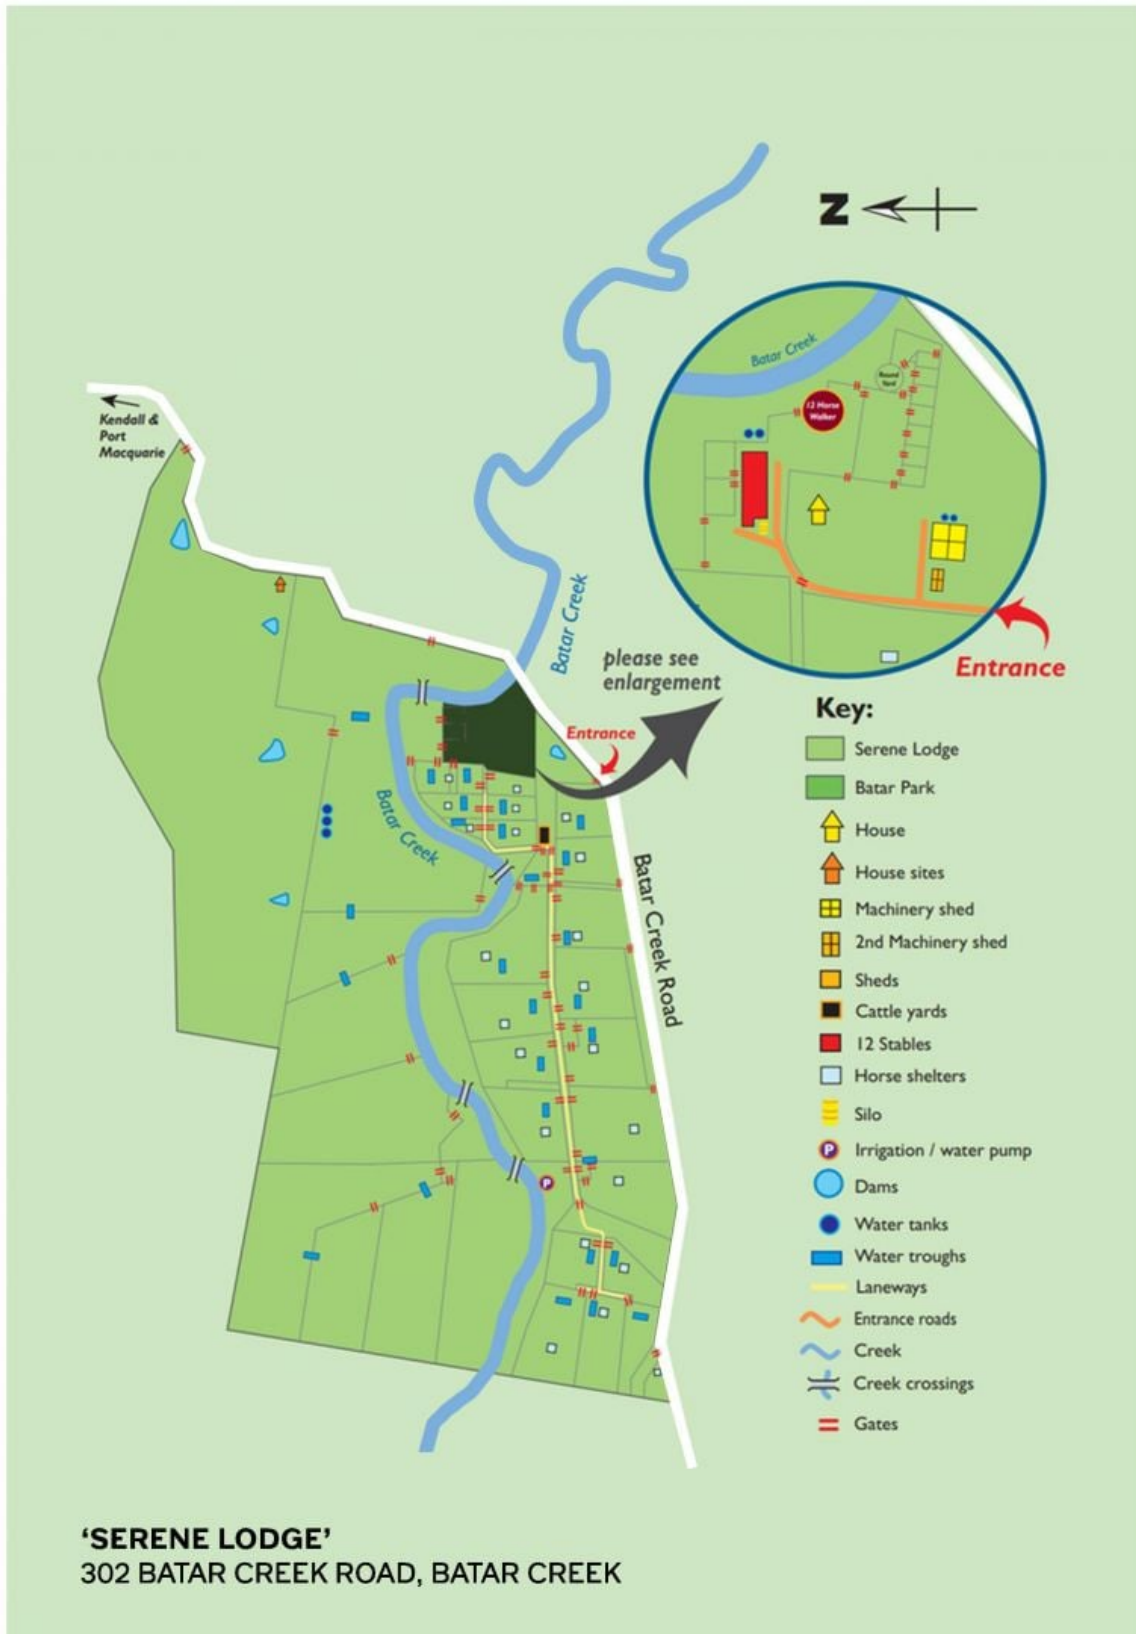 N
Batar Creek
Round
Yard
12 Horse
Walker
Kendall &
Port
Macquarie
Entrance
Batar Creek
please see
enlargement
Entrance
Batar Creek
Batar Creek Road
P
Key:
Serene Lodge
Batar Park
House
House sites
Machinery shed
2nd Machinery shed
Sheds
Cattle yards
12 Stables
Horse shelters
Silo
P
Irrigation / water pump
Dams
Water tanks
Water troughs
Laneways
Entrance roads
Creek
Creek crossings
Gates
'SERENE LODGE'
302 BATAR CREEK ROAD, BATAR CREEK